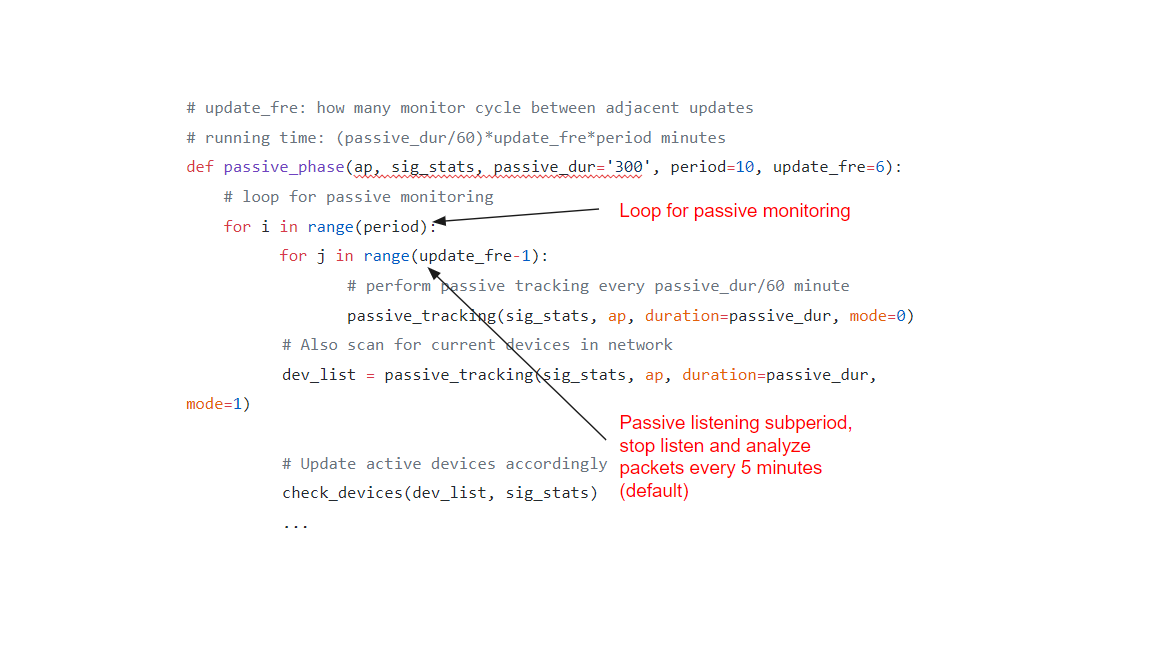 # update_fre: how many monitor cycle between adjacent updates
# running time: (passive_dur/60)*update_fre*period minutes
def passive_phase(ap, sig_stats, passive_dur='300', period=10, update_fre=6):
# loop for passive monitoring
for i in range(period):
Loop for passive monitoring
for j in range(update_fre-1):
# perform passive tracking every passive_dur/60 minute
passive_tracking(sig_stats, ap, duration=passive_dur, mode=0)
# Also scan for current devices in network
dev_list = passive_tracking(sig_stats, ap, duration=passive_dur,
mode=1)
Passive listening subperiod,
stop listen and analyze
packets every 5 minutes
(default)
# Update active devices accordingly
check_devices(dev_list, sig_stats)
...